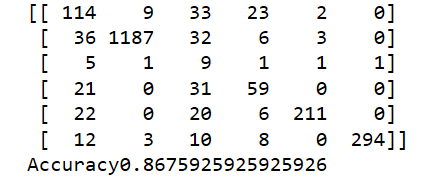 [[ 114 9 33 23 2 0]
[ 36 1187 32 6 3 0]
[ 5 1 9 1 1 1]
[ 21 0 31 59 0 0]
[ 22 0 20 6 211 0]
[ 12 3 10 8 0 294]]
Accuracy0.8675925925925926